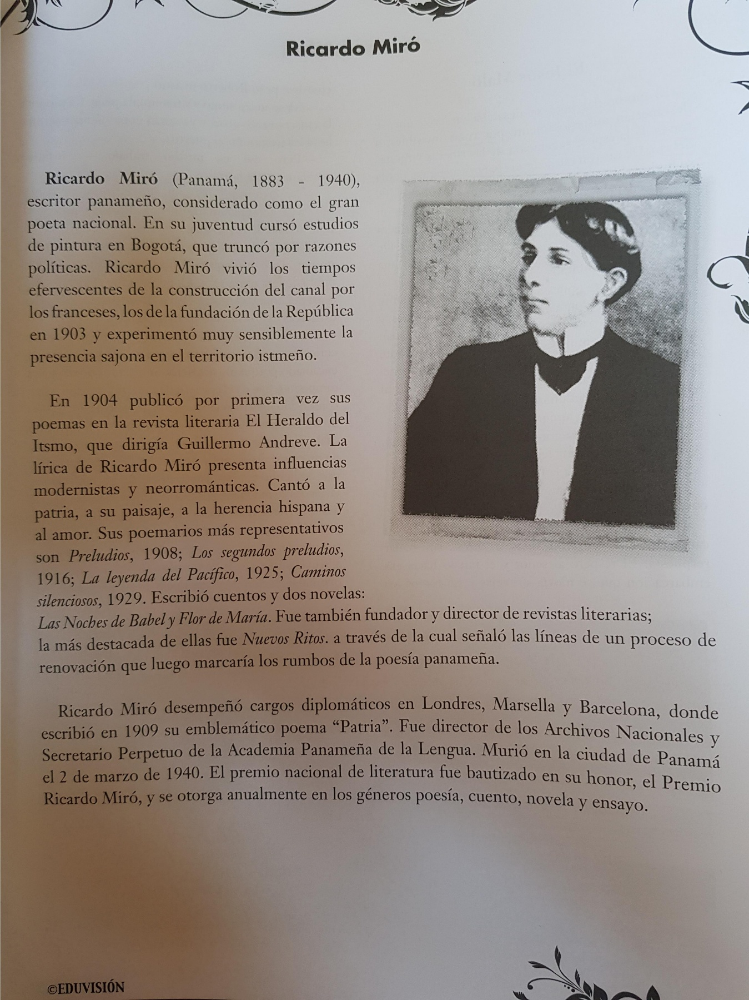 Ricardo Miró
Ricardo Miró (Panamá, 1883 - 1940),
escritor panameño, considerado como el gran
poeta nacional. En su juventud cursó estudios
de pintura en Bogotá, que truncó por razones
políticas. Ricardo Miró vivió los tiempos
efervescentes de la construcción del canal por
los franceses, los de la fundación de la República
en 1903 y experimentó muy sensiblemente la
presencia sajona en el territorio istmeño.
En 1904 publicó por primera vez sus
poemas en la revista literaria El Heraldo del
Itsmo, que dirigía Guillermo Andreve. La
lírica de Ricardo Miró presenta influencias
modernistas y neorrománticas. Cantó a la
patria, a su paisaje, a la herencia hispana y
al amor. Sus poemarios más representativos
son Preludios, 1908; Los segundos preludios,
1916; La leyenda del Pacífico, 1925; Caminos
silenciosos, 1929. Escribió cuentos y dos novelas:
Las Noches de Babel y Flor de María. Fue también fundador y director de revistas literarias;
la más destacada de ellas fue Nuevos Ritos. a través de la cual señaló las líneas de un proceso de
renovación que luego marcaría los rumbos de la poesía panameña.
Ricardo Miró desempeñó cargos diplomáticos en Londres, Marsella y Barcelona, donde
escribió en 1909 su emblemático poema “Patria”. Fue director de los Archivos Nacionales y
Secretario Perpetuo de la Academia Panameña de la Lengua. Murió en la ciudad de Panamá
el 2 de marzo de 1940. El premio nacional de literatura fue bautizado en su honor, el Premio
Ricardo Miró, y se otorga anualmente en los géneros poesía, cuento, novela y ensayo.
©EDUVISIÓN